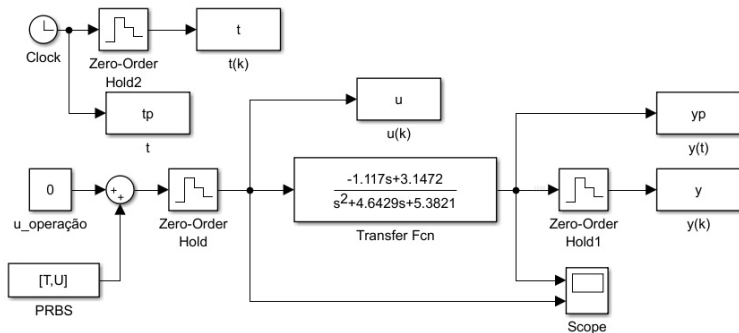 Clock
Zero-Order
Hold2
t
t(k)
tp
t
u
u(k)
yp
y(t)
0
u_operação
+
+
Zero-Order
Hold
-1.117s+3.1472
s²+4.6429s+5.3821
Transfer Fcn
Zero-Order
Hold1
y
y(k)
[T,U]
PRBS
Scope